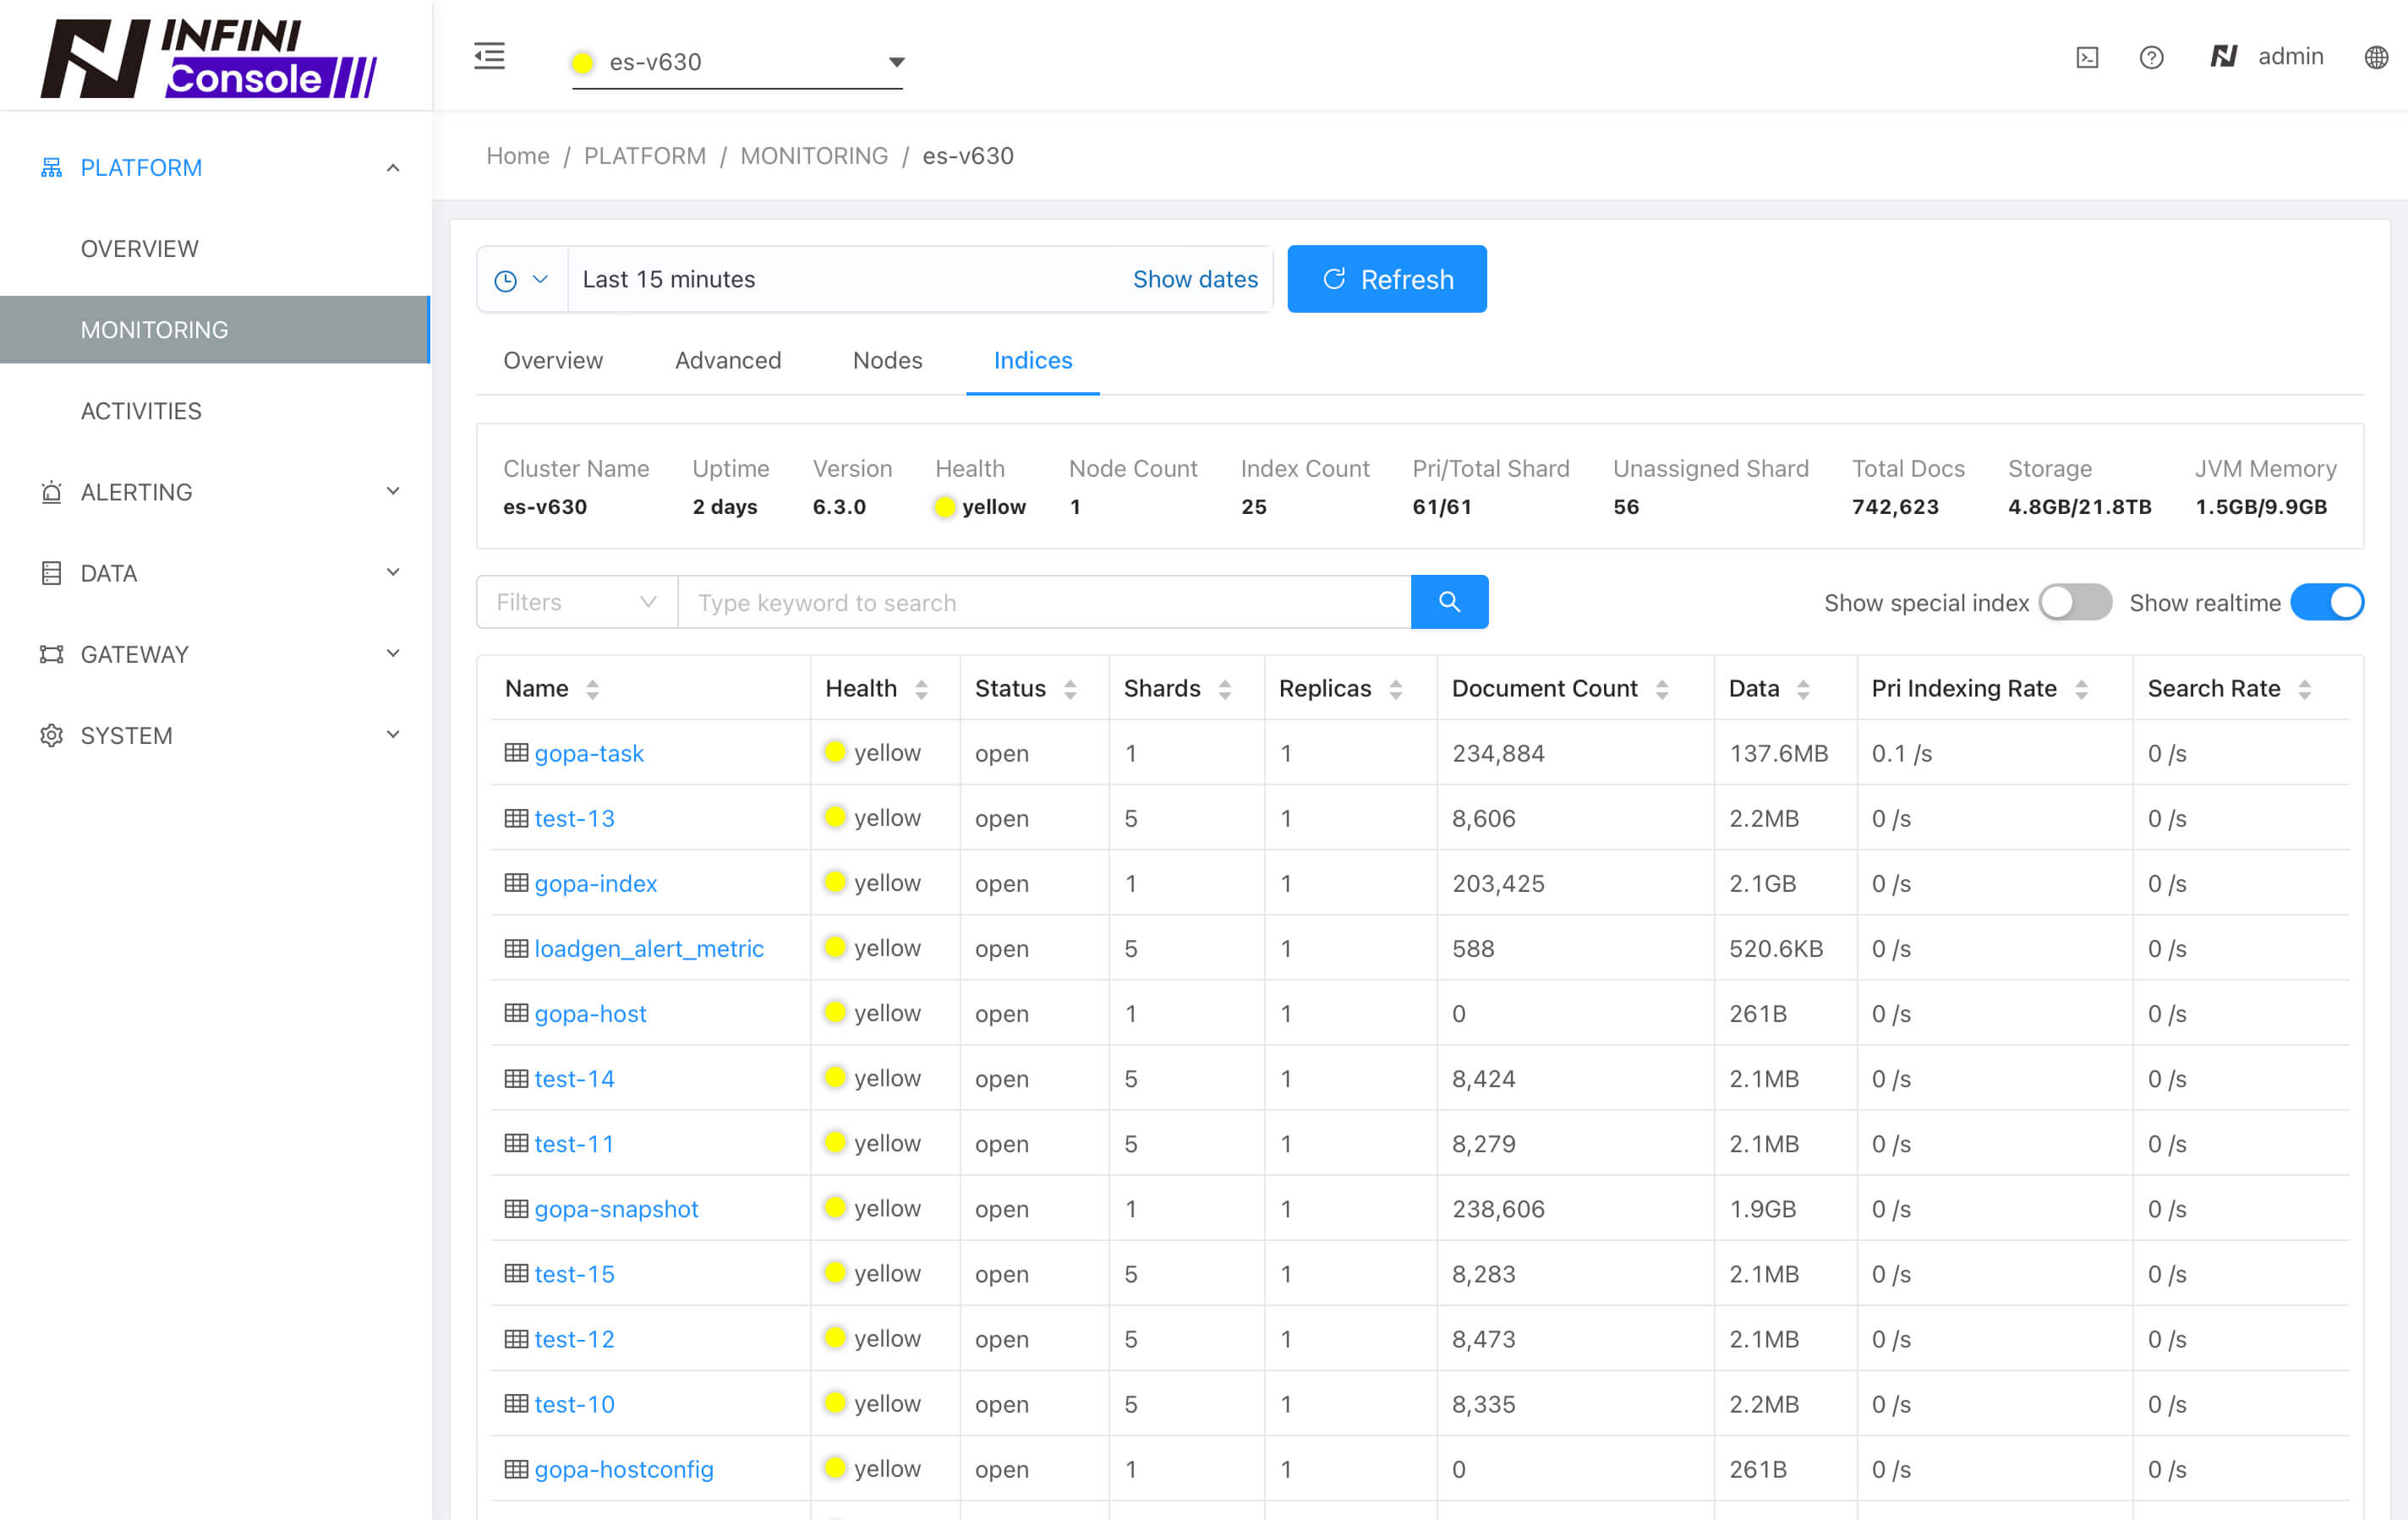 INFINI
Console
es-v630
admin
PLATFORM
OVERVIEW
MONITORING
ACTIVITIES
ALERTING
DATA
GATEWAY
SYSTEM
Home / PLATFORM / MONITORING / es-v630
Last 15 minutes Show dates Refresh
Overview Advanced Nodes Indices
Cluster Name Uptime Version Health Node Count Index Count Pri/Total Shard Unassigned Shard Total Docs Storage JVM Memory
es-v630 2 days 6.3.0 yellow 1 25 61/61 56 742,623 4.8GB/21.8TB 1.5GB/9.9GB
Filters Type keyword to search Show special index Show realtime
Name Health Status Shards Replicas Document Count Data Pri Indexing Rate Search Rate
gopa-task yellow open 1 1 234,884 137.6MB 0.1 /s 0 /s
test-13 yellow open 5 1 8,606 2.2MB 0 /s 0 /s
gopa-index yellow open 1 1 203,425 2.1GB 0 /s 0 /s
loadgen_alert_metric yellow open 5 1 588 520.6KB 0 /s 0 /s
gopa-host yellow open 1 1 0 261B 0 /s 0 /s
test-14 yellow open 5 1 8,424 2.1MB 0 /s 0 /s
test-11 yellow open 5 1 8,279 2.1MB 0 /s 0 /s
gopa-snapshot yellow open 1 1 238,606 1.9GB 0 /s 0 /s
test-15 yellow open 5 1 8,283 2.1MB 0 /s 0 /s
test-12 yellow open 5 1 8,473 2.1MB 0 /s 0 /s
test-10 yellow open 5 1 8,335 2.2MB 0 /s 0 /s
gopa-hostconfig yellow open 1 1 0 261B 0 /s 0 /s